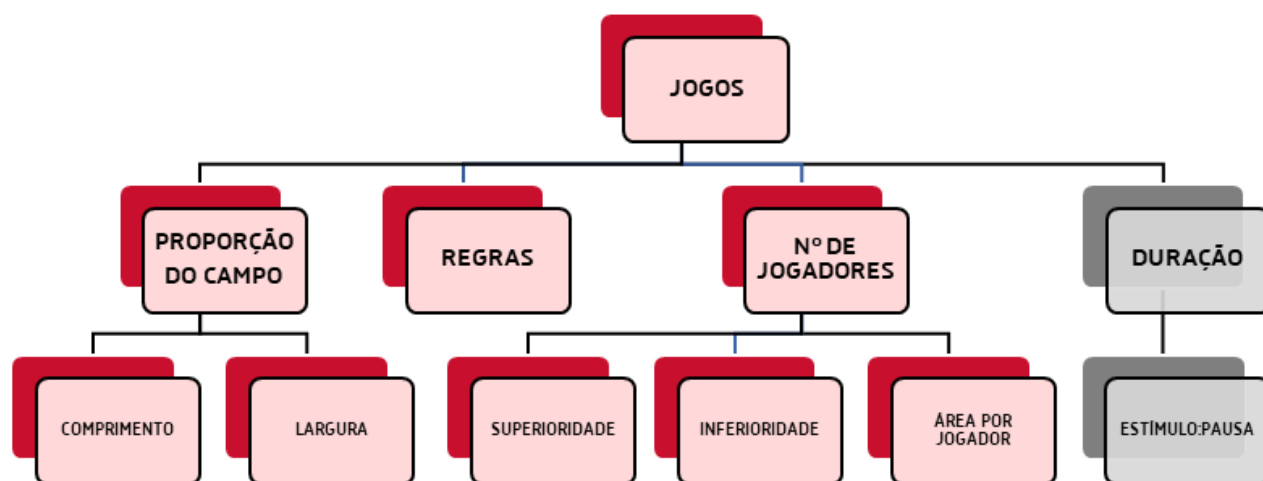 JOGOS
PROPORÇÃO
DO CAMPO
REGRAS
Nº DE
JOGADORES
DURAÇÃO
COMPRIMENTO
LARGURA
SUPERIORIDADE
INFERIORIDADE
ÁREA POR
JOGADOR
ESTÍMULO:PAUSA